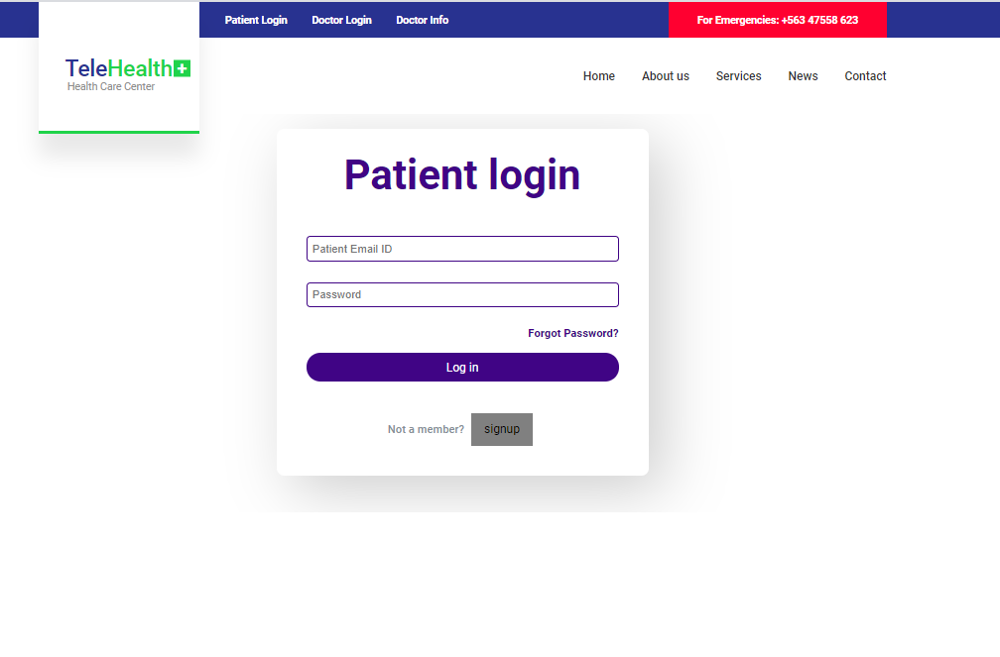 Patient Login Doctor Login Doctor Info For Emergencies: +563 47558 623
TeleHealth
Health Care Center
Home About us Services News Contact
Patient login
Patient Email ID
Password
Forgot Password?
Log in
Not a member? signup